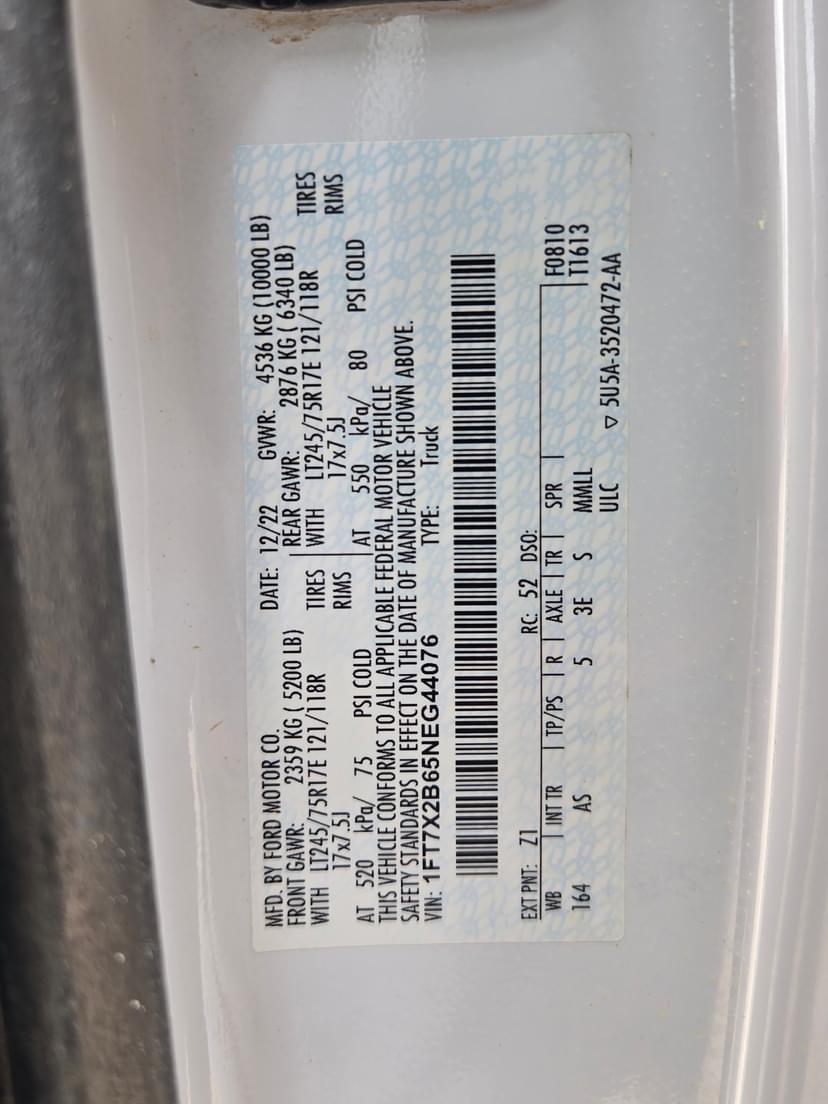 MFD. BY FORD MOTOR CO.
DATE: 12/22 GVWR: 4536 KG (10000 LB)
FRONT GAWR: 2359 KG ( 5200 LB) REAR GAWR: 2876 KG ( 6340 LB)
WITH LT245/75R17E 121/118R TIRES WITH LT245/75R17E 121/118R TIRES
17x7.5J RIMS 17x7.5J RIMS
AT 520 kPa/ 75 PSI COLD AT 550 kPa/ 80 PSI COLD
THIS VEHICLE CONFORMS TO ALL APPLICABLE FEDERAL MOTOR VEHICLE
SAFETY STANDARDS IN EFFECT ON THE DATE OF MANUFACTURE SHOWN ABOVE.
VIN: 1FT7X2B65NEG44076 TYPE: Truck
EXT PNT: Z1 RC: 52 DSO:
WB INT TR TP/PS R AXLE TR SPR F0810
164 AS 5 3E S MMLL T1613
ULC ▽ 5U5A-3520472-AA